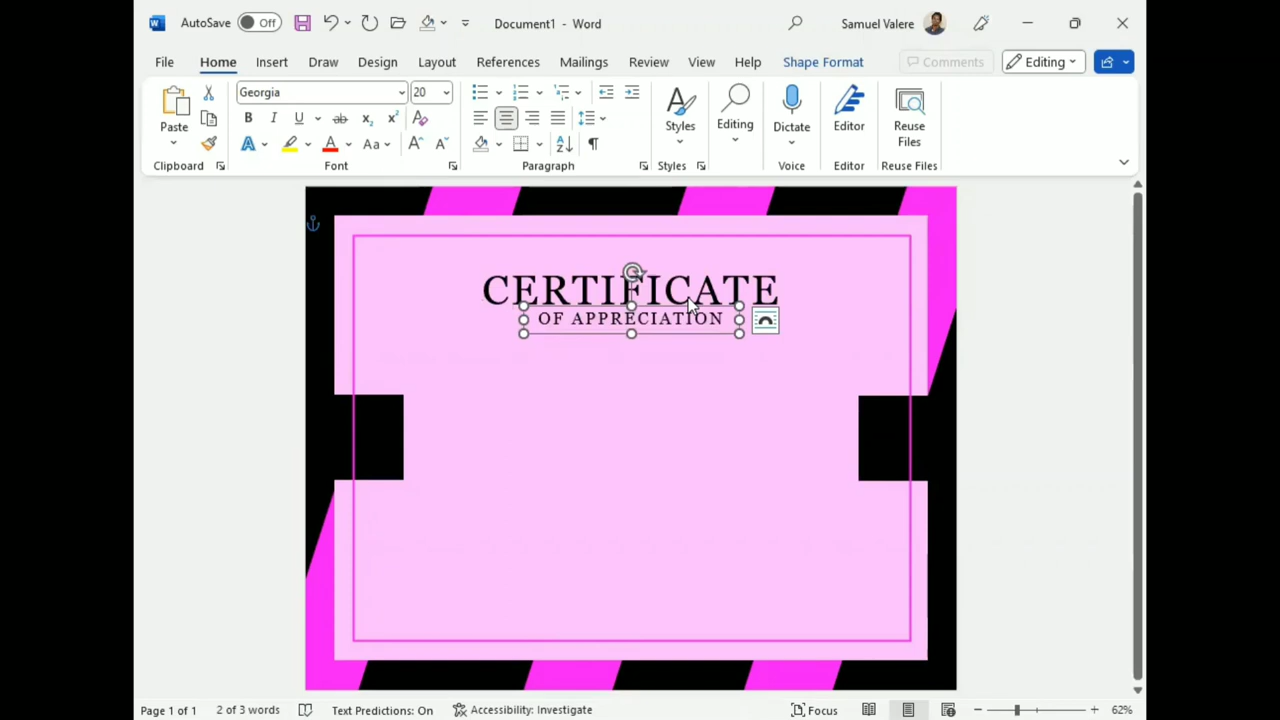 AutoSave Off
Document1 - Word
Samuel Valere
File Home Insert Draw Design Layout References Mailings Review View Help Shape Format
Comments Editing
Georgia 20
Paste
Styles
Editing
Dictate
Editor
Reuse Files
Clipboard Font Paragraph Styles Voice Editor Reuse Files
CERTIFICATE
OF APPRECIATION
Page 1 of 1 2 of 3 words Text Predictions: On Accessibility: Investigate Focus 62%